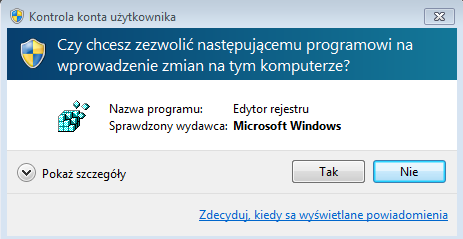 Kontrola konta użytkownika
Czy chcesz zezwolić następującemu programowi na
wprowadzenie zmian na tym komputerze?
Nazwa programu: Edytor rejestru
Sprawdzony wydawca: Microsoft Windows
Pokaż szczegóły
Tak
Nie
Zdecyduj, kiedy są wyświetlane powiadomienia